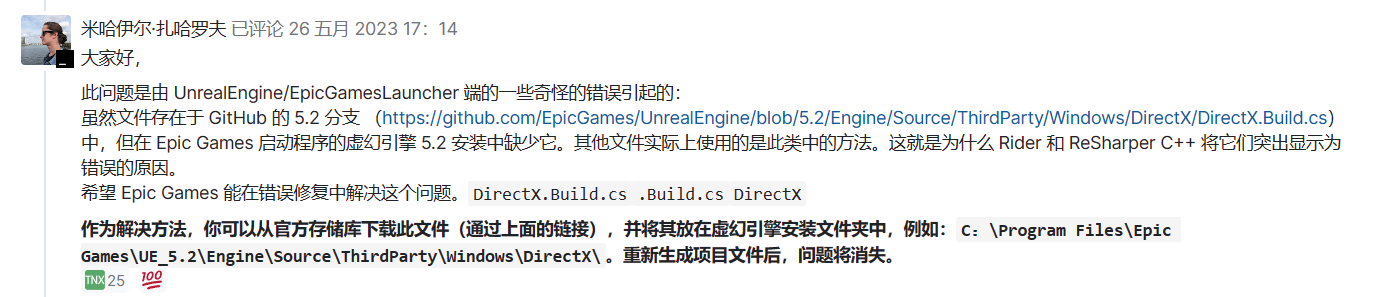 米哈伊尔·扎哈罗夫 已评论 26 五月 2023 17：14
大家好，
此问题是由 UnrealEngine/EpicGamesLauncher 端的一些奇怪的错误引起的：
虽然文件存在于 GitHub 的 5.2 分支 （https://github.com/EpicGames/UnrealEngine/blob/5.2/Engine/Source/ThirdParty/Windows/DirectX/DirectX.Build.cs）
中，但在 Epic Games 启动程序的虚幻引擎 5.2 安装中缺少它。其他文件实际上使用的是此类中的方法。这就是为什么 Rider 和 ReSharper C++ 将它们突出显示为
错误的原因。
希望 Epic Games 能在错误修复中解决这个问题。DirectX.Build.cs .Build.cs DirectX
作为解决方法，你可以从官方存储库下载此文件（通过上面的链接），并将其放在虚幻引擎安装文件夹中，例如：C：\Program Files\Epic
Games\UE_5.2\Engine\Source\ThirdParty\Windows\DirectX\。重新生成项目文件后，问题将消失。
TNX 25 100